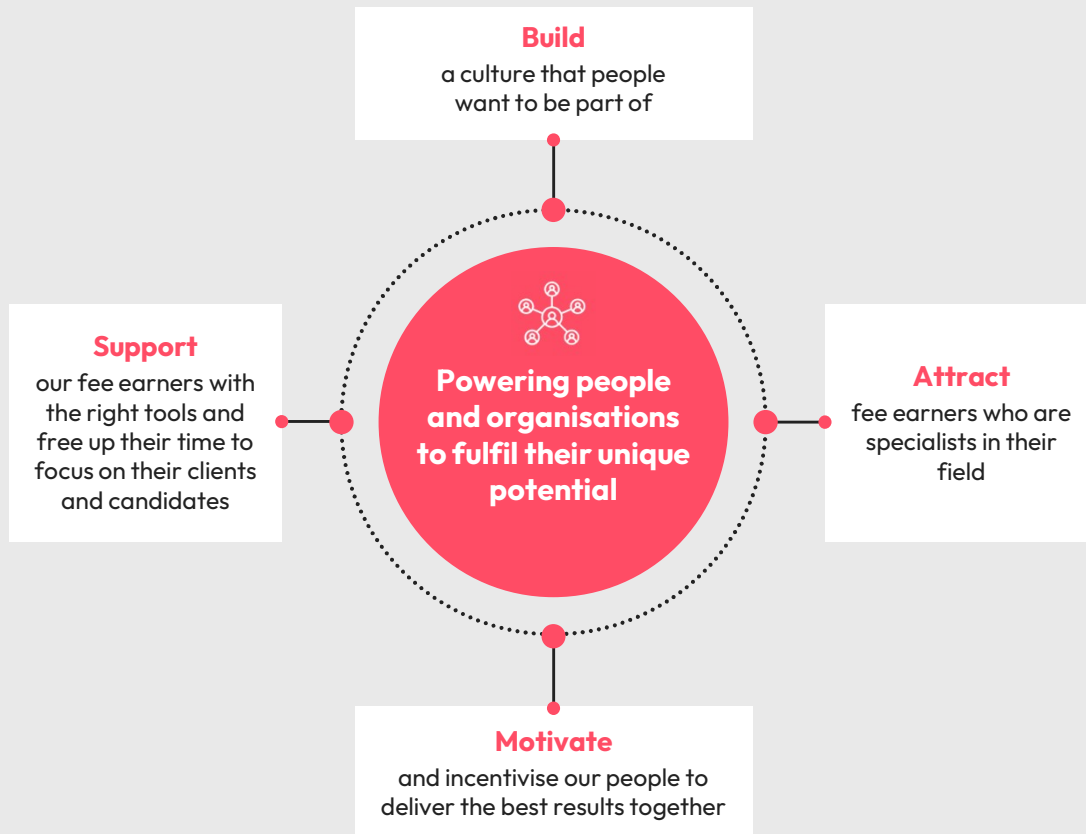 Build
a culture that people
want to be part of
Support
our fee earners with
the right tools and
free up their time to
focus on their clients
and candidates
Powering people
and organisations
to fulfil their unique
potential
Attract
fee earners who are
specialists in their
field
Motivate
and incentivise our people to
deliver the best results together